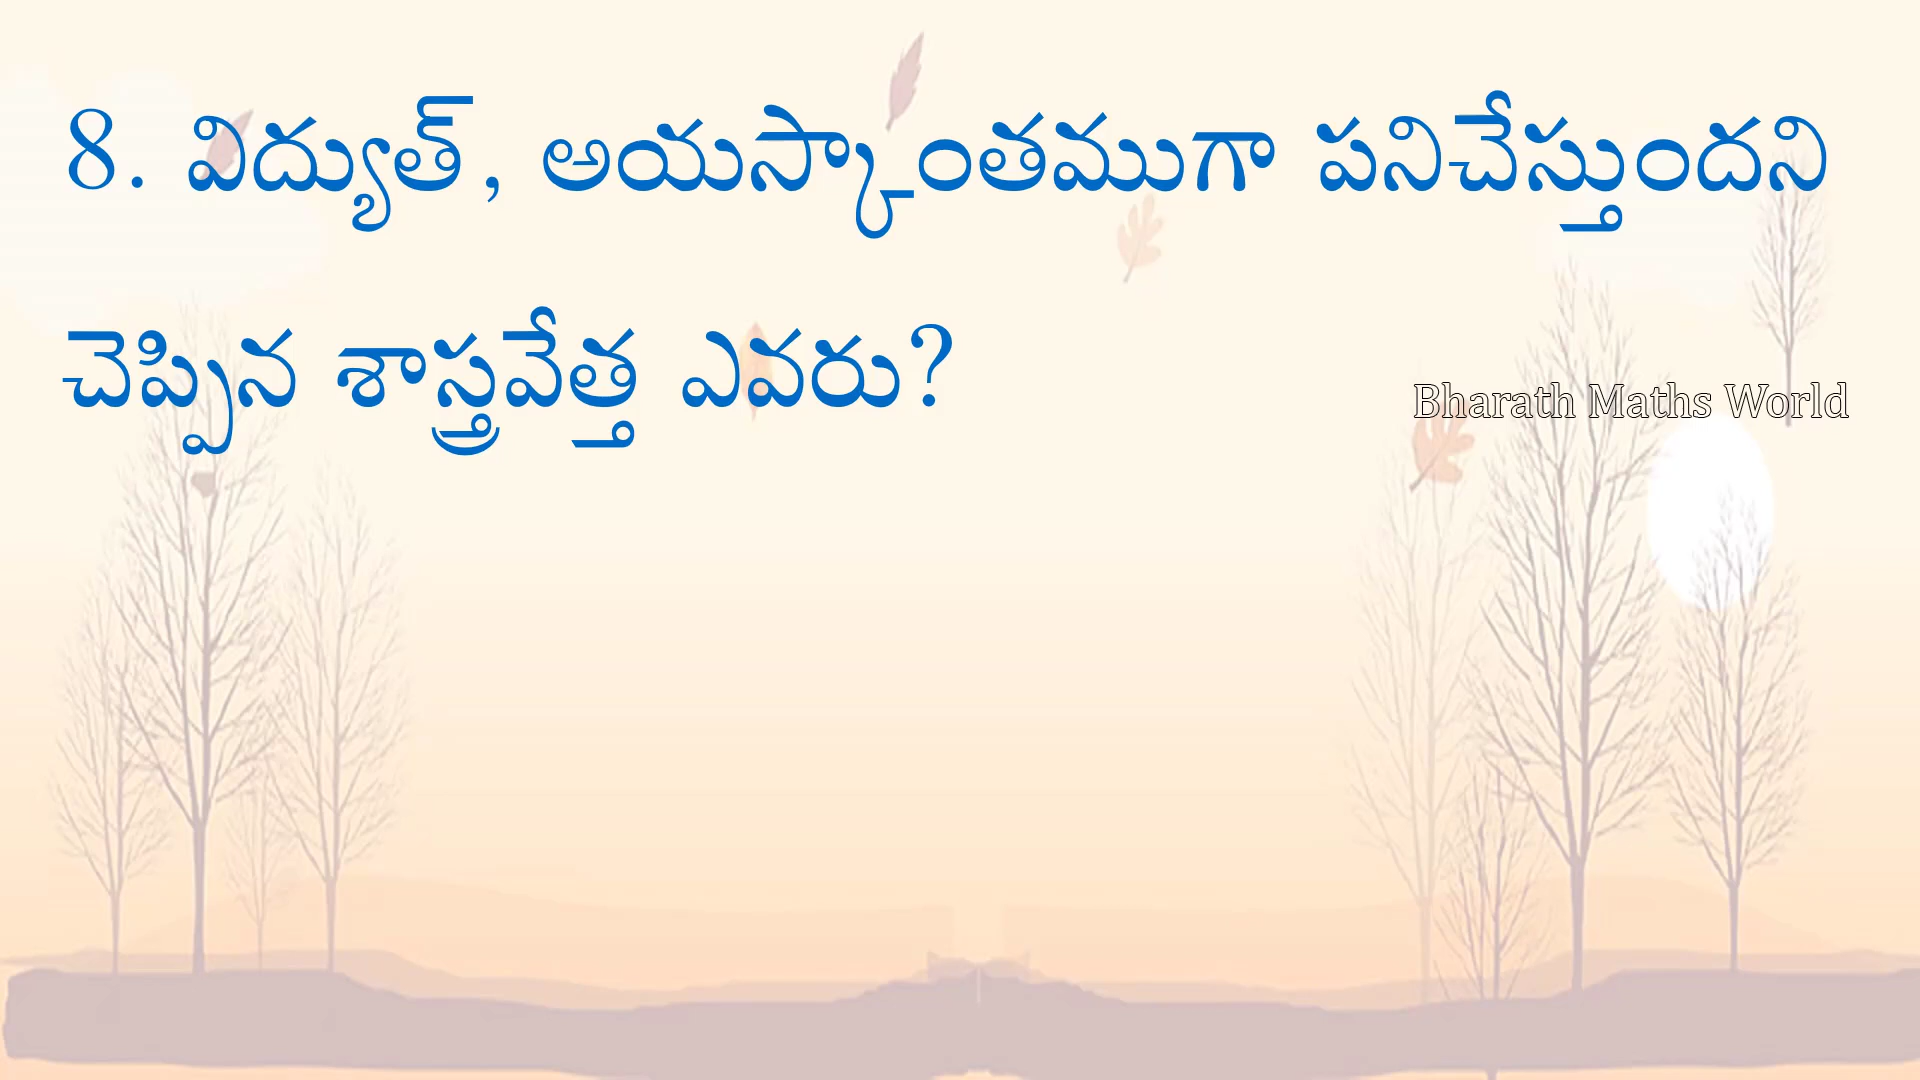 8. విద్యుత్, అయస్కాంతముగా పనిచేస్తుందని
చెప్పిన శాస్త్రవేత్త ఎవరు?
Bharath Maths World